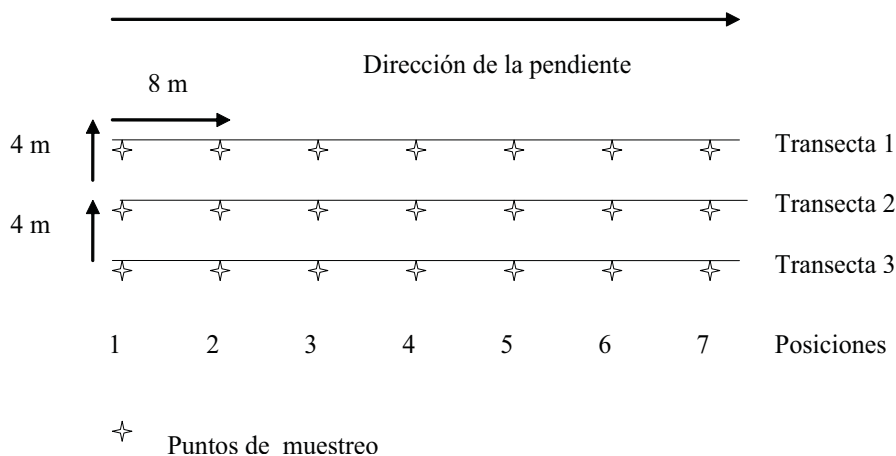 Dirección de la pendiente
8 m
4 m
Transecta 1
4 m
Transecta 2
Transecta 3
1 2 3 4 5 6 7 Posiciones
Puntos de muestreo